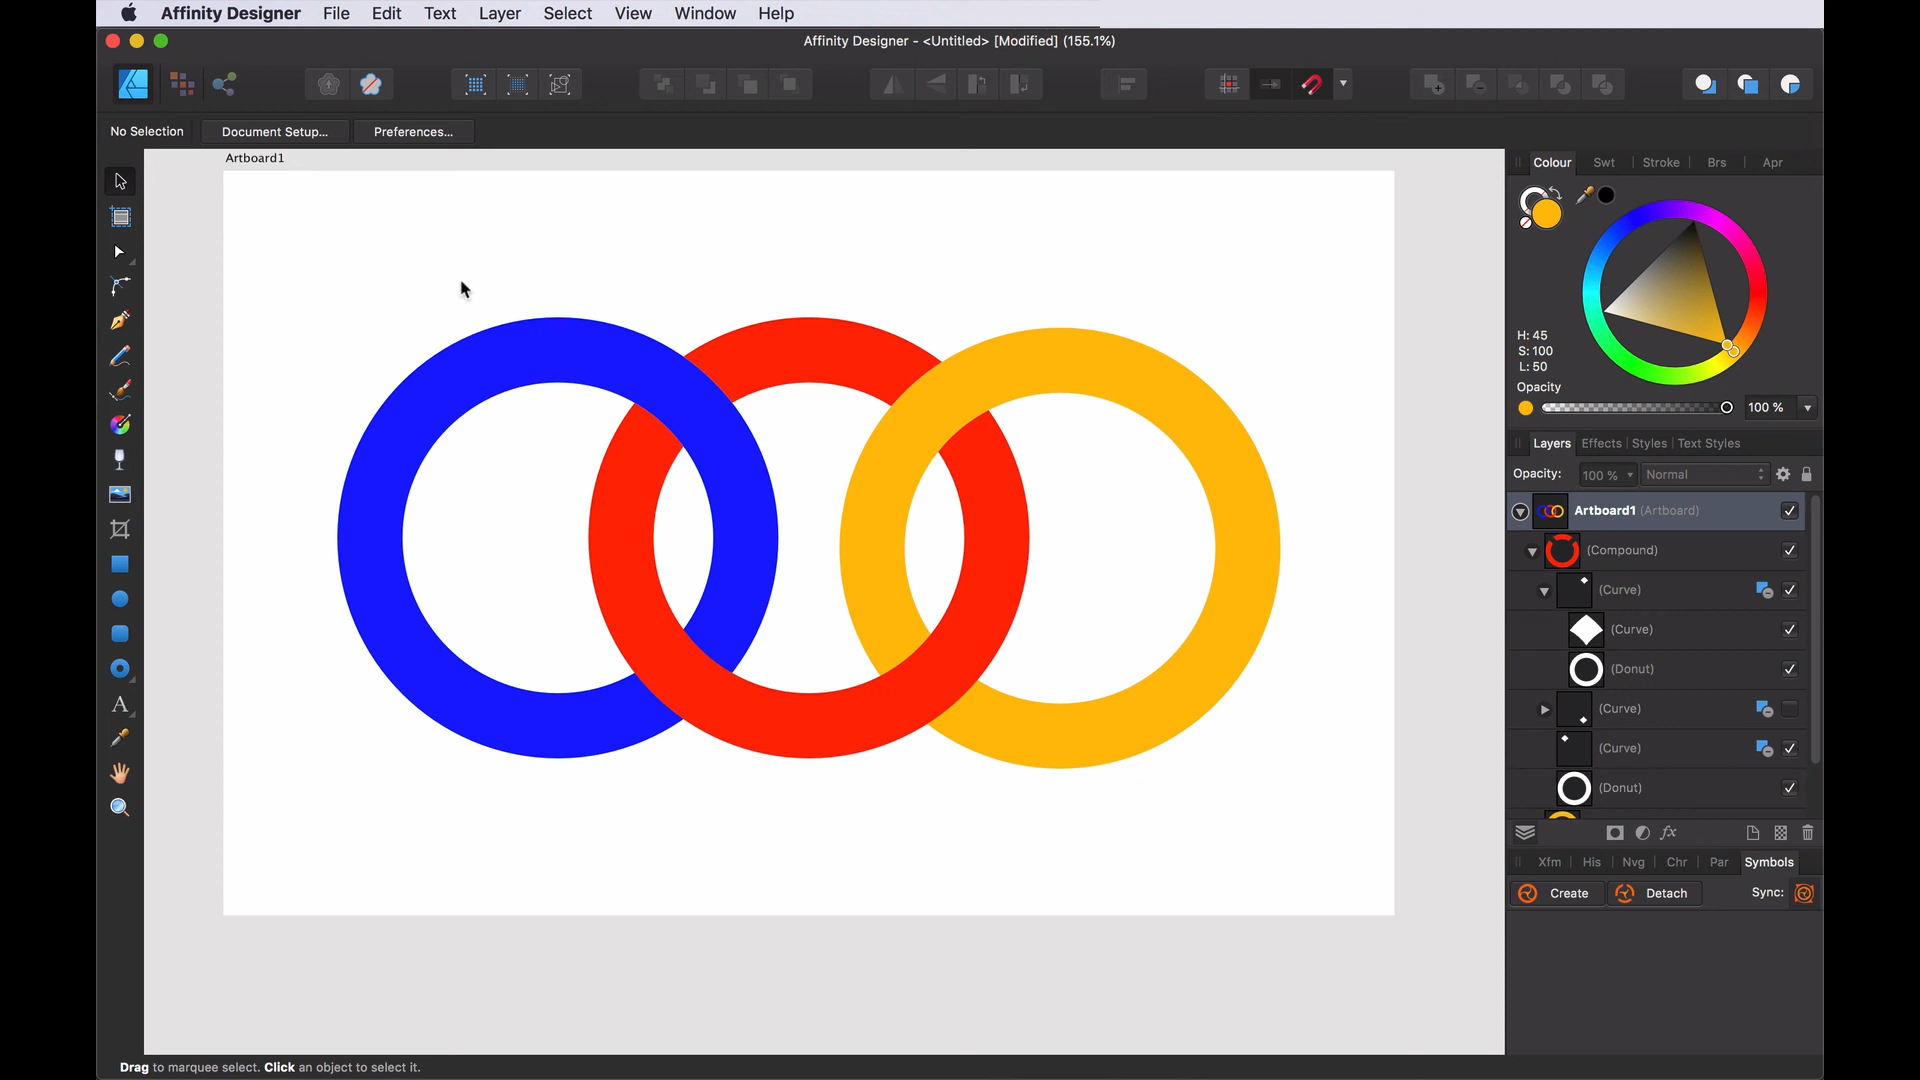 Affinity Designer File Edit Text Layer Select View Window Help
Affinity Designer - <Untitled> [Modified] (155.1%)
No Selection Document Setup... Preferences...
Artboard1
Colour Swt Stroke Brs Apr
H: 45
S: 100
L: 50
Opacity
100 %
Layers Effects Styles Text Styles
Opacity: 100 % Normal
Artboard1 (Artboard)
(Compound)
(Curve)
(Curve)
(Donut)
(Curve)
(Curve)
(Donut)
fx
Xfm His Nvg Chr Par Symbols
Create Detach Sync:
A
Drag to marquee select. Click an object to select it.